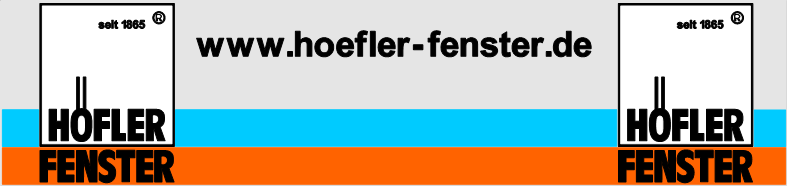 seit 1865 ®
HÖFLER
FENSTER
www.hoefler-fenster.de
seit 1865 ®
HÖFLER
FENSTER